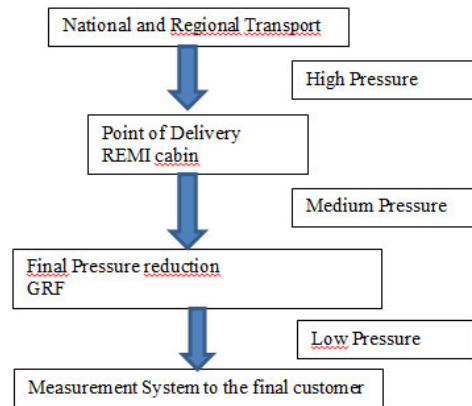 National and Regional Transport
High Pressure
Point of Delivery
REMI cabin
Medium Pressure
Final Pressure reduction
GRF
Low Pressure
Measurement System to the final customer